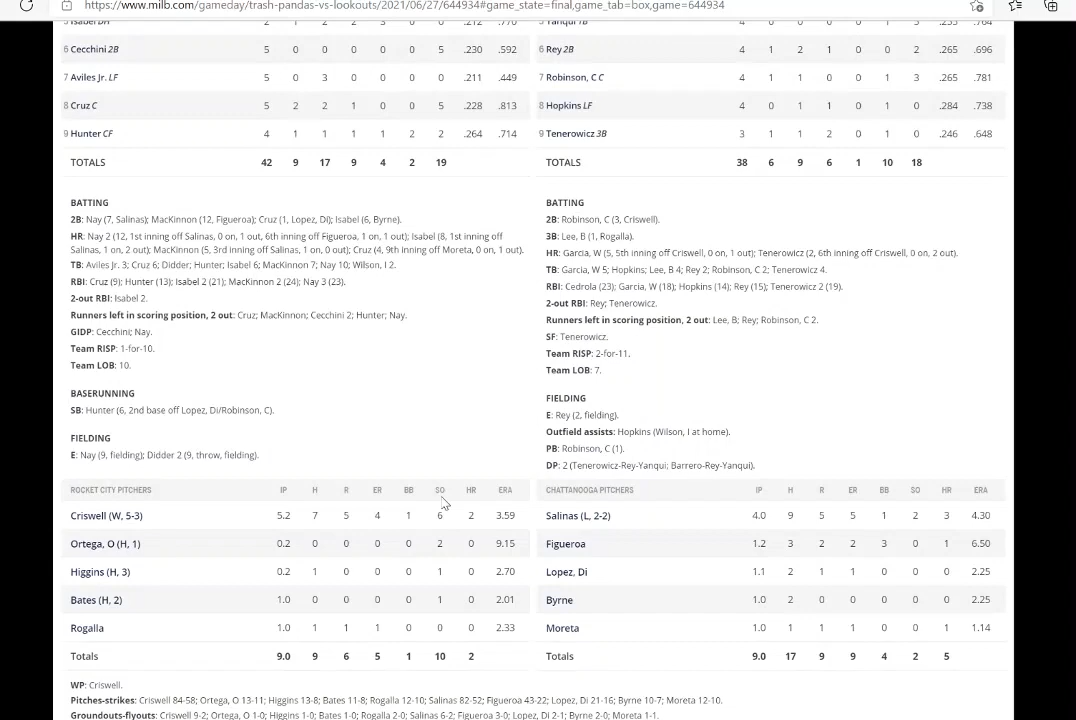 https://www.milb.com/gameday/trash-pandas-vs-lookouts/2021/06/27/644934#game_state=final,game_tab=box,game=644934
6 Cecchini 2B 5 0 0 0 0 0 5 .230 .592
7 Aviles Jr. LF 5 0 3 0 0 0 0 .211 .449
8 Cruz C 5 2 2 1 0 0 5 .228 .813
9 Hunter CF 4 1 1 1 1 2 2 .264 .714
TOTALS 42 9 17 9 4 2 19
BATTING
2B: Nay (7, Salinas); MacKinnon (12, Figueroa); Cruz (1, Lopez, Di); Isabel (6, Byrne).
HR: Nay 2 (12, 1st inning off Salinas, 0 on, 1 out, 6th inning off Figueroa, 1 on, 1 out); Isabel (8, 1st inning off
Salinas, 1 on, 2 out); MacKinnon (5, 3rd inning off Salinas, 1 on, 0 out); Cruz (4, 9th inning off Moreta, 0 on, 1 out).
TB: Aviles Jr. 3; Cruz 6; Didder; Hunter; Isabel 6; MacKinnon 7; Nay 10; Wilson, I 2.
RBI: Cruz (9); Hunter (13); Isabel 2 (21); MacKinnon 2 (24); Nay 3 (23).
2-out RBI: Isabel 2.
Runners left in scoring position, 2 out: Cruz; MacKinnon; Cecchini 2; Hunter; Nay.
GIDP: Cecchini; Nay.
Team RISP: 1-for-10.
Team LOB: 10.
BASERUNNING
SB: Hunter (6, 2nd base off Lopez, Di/Robinson, C).
FIELDING
E: Nay (9, fielding); Didder 2 (9, throw, fielding).
ROCKET CITY PITCHERS IP H R ER BB SO HR ERA
Criswell (W, 5-3) 5.2 7 5 4 1 6 2 3.59
Ortega, O (H, 1) 0.2 0 0 0 0 2 0 9.15
Higgins (H, 3) 0.2 1 0 0 0 1 0 2.70
Bates (H, 2) 1.0 0 0 0 0 1 0 2.01
Rogalla 1.0 1 1 1 0 0 0 2.33
Totals 9.0 9 6 5 1 10 2
6 Rey 2B 4 1 2 1 0 0 2 .265 .696
7 Robinson, C C 4 1 1 0 0 1 3 .265 .781
8 Hopkins LF 4 0 1 1 0 1 0 .284 .738
9 Tenerowicz 3B 3 1 1 2 0 1 0 .246 .648
TOTALS 38 6 9 6 1 10 18
BATTING
2B: Robinson, C (3, Criswell).
3B: Lee, B (1, Rogalla).
HR: Garcia, W (5, 5th inning off Criswell, 0 on, 1 out); Tenerowicz (2, 6th inning off Criswell, 0 on, 2 out).
TB: Garcia, W 5; Hopkins; Lee, B 4; Rey 2; Robinson, C 2; Tenerowicz 4.
RBI: Cedrola (23); Garcia, W (18); Hopkins (14); Rey (15); Tenerowicz 2 (19).
2-out RBI: Rey; Tenerowicz.
Runners left in scoring position, 2 out: Lee, B; Rey; Robinson, C 2.
SF: Tenerowicz.
Team RISP: 2-for-11.
Team LOB: 7.
FIELDING
E: Rey (2, fielding).
Outfield assists: Hopkins (Wilson, I at home).
PB: Robinson, C (1).
DP: 2 (Tenerowicz-Rey-Yanqui; Barrero-Rey-Yanqui).
CHATTANOOGA PITCHERS IP H R ER BB SO HR ERA
Salinas (L, 2-2) 4.0 9 5 5 1 2 3 4.30
Figueroa 1.2 3 2 2 3 0 1 6.50
Lopez, Di 1.1 2 1 1 0 0 0 2.25
Byrne 1.0 2 0 0 0 0 0 2.25
Moreta 1.0 1 1 1 0 0 1 1.14
Totals 9.0 17 9 9 4 2 5
WP: Criswell.
Pitches-strikes: Criswell 84-58; Ortega, O 13-11; Higgins 13-8; Bates 11-8; Rogalla 12-10; Salinas 82-52; Figueroa 43-22; Lopez, Di 21-16; Byrne 10-7; Moreta 12-10.
Groundouts-flyouts: Criswell 9-2; Ortega, O 1-0; Higgins 1-0; Bates 1-0; Rogalla 2-0; Salinas 6-2; Figueroa 3-0; Lopez, Di 2-1; Byrne 2-0; Moreta 1-1.